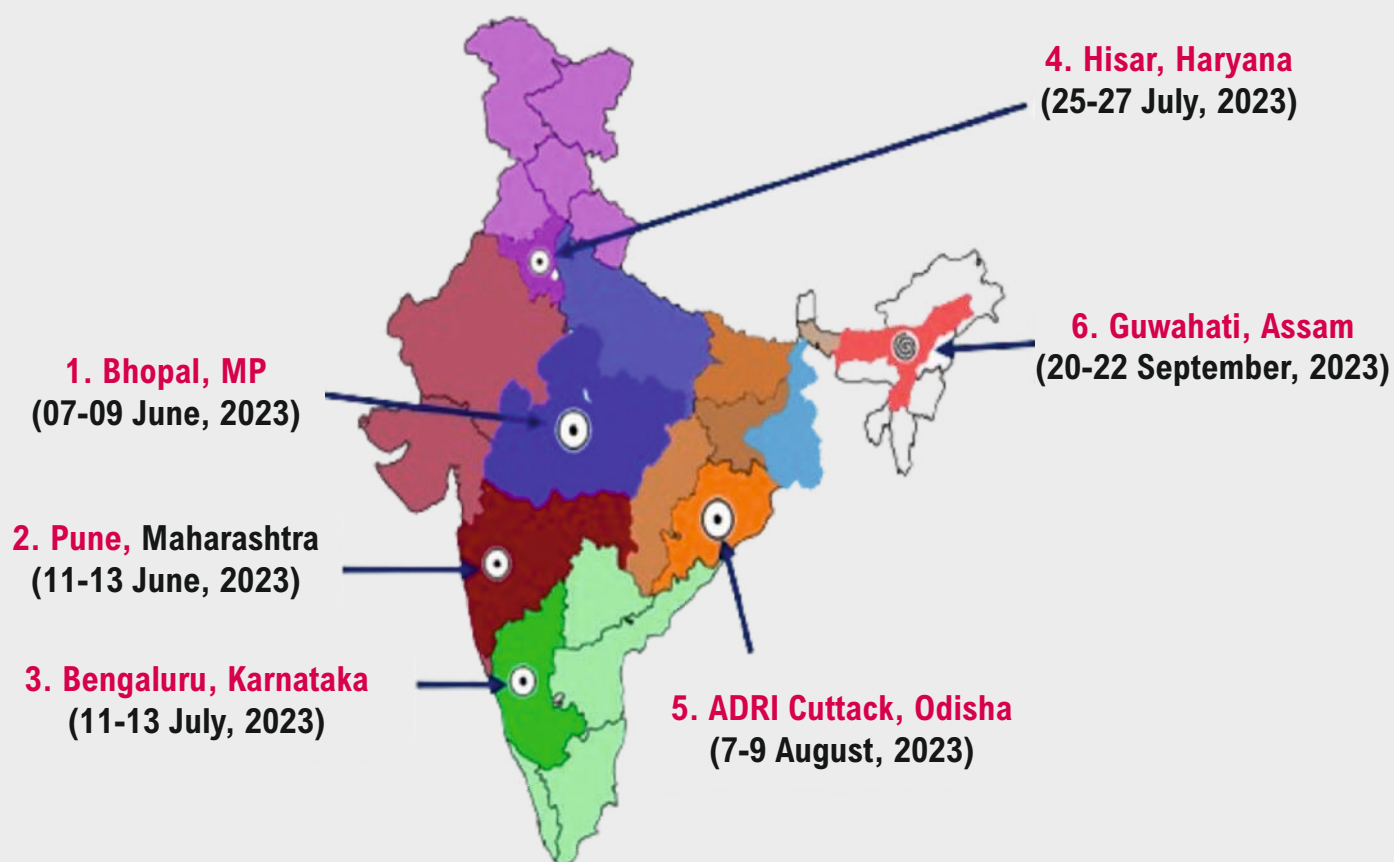 1. Bhopal, MP
(07-09 June, 2023)
2. Pune, Maharashtra
(11-13 June, 2023)
3. Bengaluru, Karnataka
(11-13 July, 2023)
4. Hisar, Haryana
(25-27 July, 2023)
5. ADRI Cuttack, Odisha
(7-9 August, 2023)
6. Guwahati, Assam
(20-22 September, 2023)